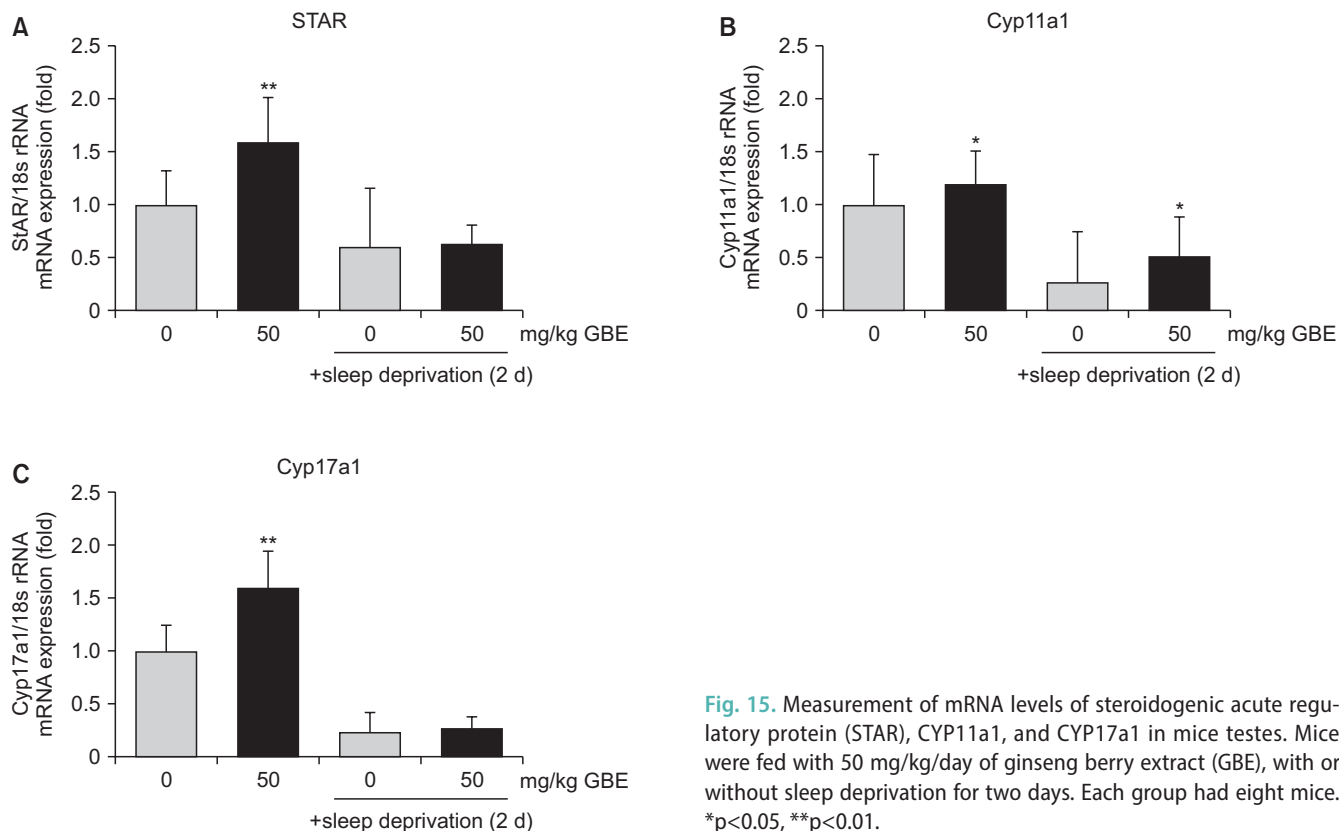 A
STAR
StAR/18s rRNA
mRNA expression (fold)
2.5
2.0
1.5
1.0
0.5
0
**
0 50 0 50 mg/kg GBE
+sleep deprivation (2 d)
B
Cyp11a1
Cyp11a1/18s rRNA
mRNA expression (fold)
2.5
2.0
1.5
1.0
0.5
0
*
*
0 50 0 50 mg/kg GBE
+sleep deprivation (2 d)
C
Cyp17a1
Cyp17a1/18s rRNA
mRNA expression (fold)
2.5
2.0
1.5
1.0
0.5
0
**
0 50 0 50 mg/kg GBE
+sleep deprivation (2 d)
Fig. 15. Measurement of mRNA levels of steroidogenic acute regu-
latory protein (STAR), CYP11a1, and CYP17a1 in mice testes. Mice
were fed with 50 mg/kg/day of ginseng berry extract (GBE), with or
without sleep deprivation for two days. Each group had eight mice.
*p<0.05, **p<0.01.